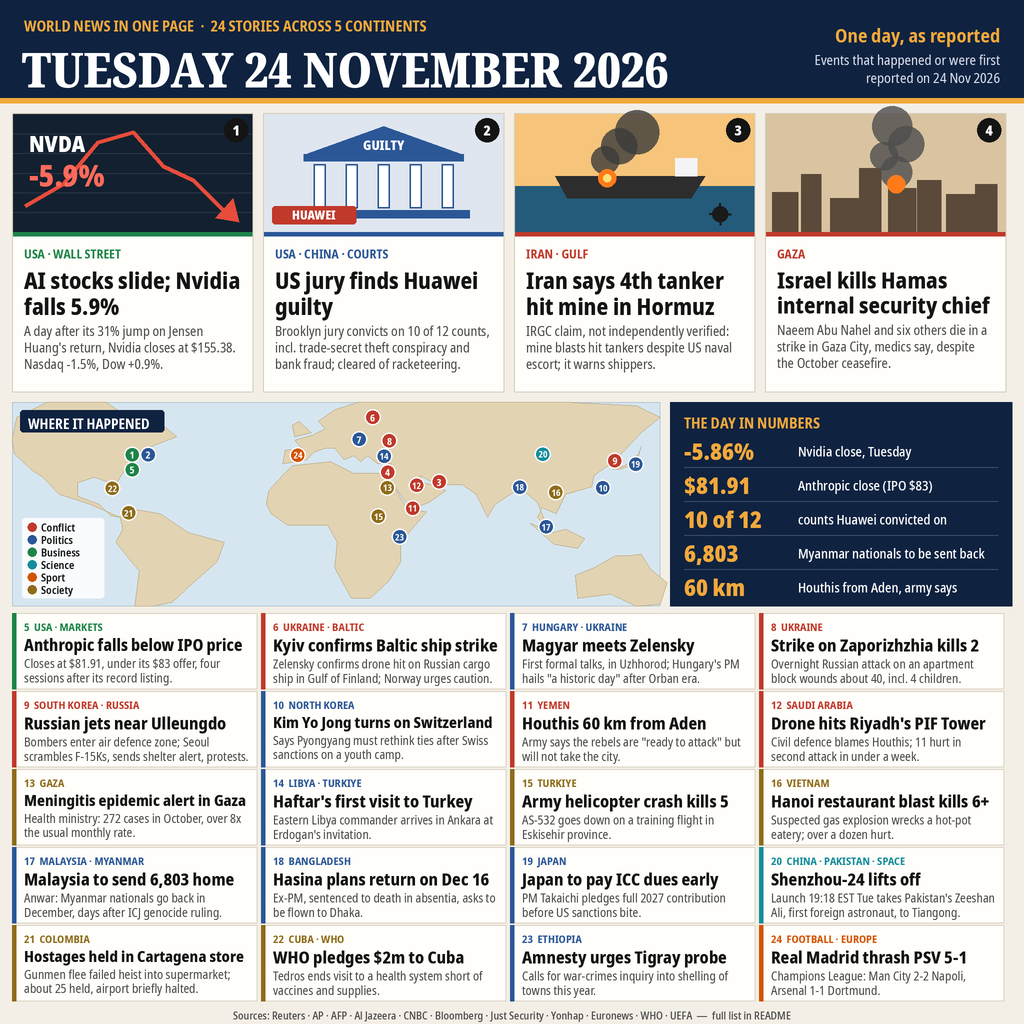 WORLD NEWS IN ONE PAGE · 24 STORIES ACROSS 5 CONTINENTS
TUESDAY 24 NOVEMBER 2026
One day, as reported
Events that happened or were first
reported on 24 Nov 2026
NVDA
-5.9%
1
USA · WALL STREET
AI stocks slide; Nvidia
falls 5.9%
A day after its 31% jump on Jensen
Huang's return, Nvidia closes at $155.38.
Nasdaq -1.5%, Dow +0.9%.
GUILTY
HUAWEI
2
USA · CHINA · COURTS
US jury finds Huawei
guilty
Brooklyn jury convicts on 10 of 12 counts,
incl. trade-secret theft conspiracy and
bank fraud; cleared of racketeering.
3
IRAN · GULF
Iran says 4th tanker
hit mine in Hormuz
IRGC claim, not independently verified:
mine blasts hit tankers despite US naval
escort; it warns shippers.
4
GAZA
Israel kills Hamas
internal security chief
Naeem Abu Nahel and six others die in a
strike in Gaza City, medics say, despite
the October ceasefire.
WHERE IT HAPPENED
6
7
8
1
2
24
14
20
9
19
5
4
22
13
12
3
18
16
10
21
15
11
17
23
Conflict
Politics
Business
Science
Sport
Society
THE DAY IN NUMBERS
-5.86% Nvidia close, Tuesday
$81.91 Anthropic close (IPO $83)
10 of 12 counts Huawei convicted on
6,803 Myanmar nationals to be sent back
60 km Houthis from Aden, army says
5 USA · MARKETS
Anthropic falls below IPO price
Closes at $81.91, under its $83 offer, four
sessions after its record listing.
6 UKRAINE · BALTIC
Kyiv confirms Baltic ship strike
Zelensky confirms drone hit on Russian cargo
ship in Gulf of Finland; Norway urges caution.
7 HUNGARY · UKRAINE
Magyar meets Zelensky
First formal talks, in Uzhhorod; Hungary's PM
hails "a historic day" after Orban era.
8 UKRAINE
Strike on Zaporizhzhia kills 2
Overnight Russian attack on an apartment
block wounds about 40, incl. 4 children.
9 SOUTH KOREA · RUSSIA
Russian jets near Ulleungdo
Bombers enter air defence zone; Seoul
scrambles F-15Ks, sends shelter alert, protests.
10 NORTH KOREA
Kim Yo Jong turns on Switzerland
Says Pyongyang must rethink ties after Swiss
sanctions on a youth camp.
11 YEMEN
Houthis 60 km from Aden
Army says the rebels are "ready to attack" but
will not take the city.
12 SAUDI ARABIA
Drone hits Riyadh's PIF Tower
Civil defence blames Houthis; 11 hurt in
second attack in under a week.
13 GAZA
Meningitis epidemic alert in Gaza
Health ministry: 272 cases in October, over 8x
the usual monthly rate.
14 LIBYA · TURKIYE
Haftar's first visit to Turkey
Eastern Libya commander arrives in Ankara at
Erdogan's invitation.
15 TURKIYE
Army helicopter crash kills 5
AS-532 goes down on a training flight in
Eskisehir province.
16 VIETNAM
Hanoi restaurant blast kills 6+
Suspected gas explosion wrecks a hot-pot
eatery; over a dozen hurt.
17 MALAYSIA · MYANMAR
Malaysia to send 6,803 home
Anwar: Myanmar nationals go back in
December, days after ICJ genocide ruling.
18 BANGLADESH
Hasina plans return on Dec 16
Ex-PM, sentenced to death in absentia, asks to
be flown to Dhaka.
19 JAPAN
Japan to pay ICC dues early
PM Takaichi pledges full 2027 contribution
before US sanctions bite.
20 CHINA · PAKISTAN · SPACE
Shenzhou-24 lifts off
Launch 19:18 EST Tue takes Pakistan's Zeeshan
Ali, first foreign astronaut, to Tiangong.
21 COLOMBIA
Hostages held in Cartagena store
Gunmen flee failed heist into supermarket;
about 25 held, airport briefly halted.
22 CUBA · WHO
WHO pledges $2m to Cuba
Tedros ends visit to a health system short of
vaccines and supplies.
23 ETHIOPIA
Amnesty urges Tigray probe
Calls for war-crimes inquiry into shelling of
towns this year.
24 FOOTBALL · EUROPE
Real Madrid thrash PSV 5-1
Champions League: Man City 2-2 Napoli,
Arsenal 1-1 Dortmund.
Sources: Reuters · AP · AFP · Al Jazeera · CNBC · Bloomberg · Just Security · Yonhap · Euronews · WHO · UEFA — full list in README